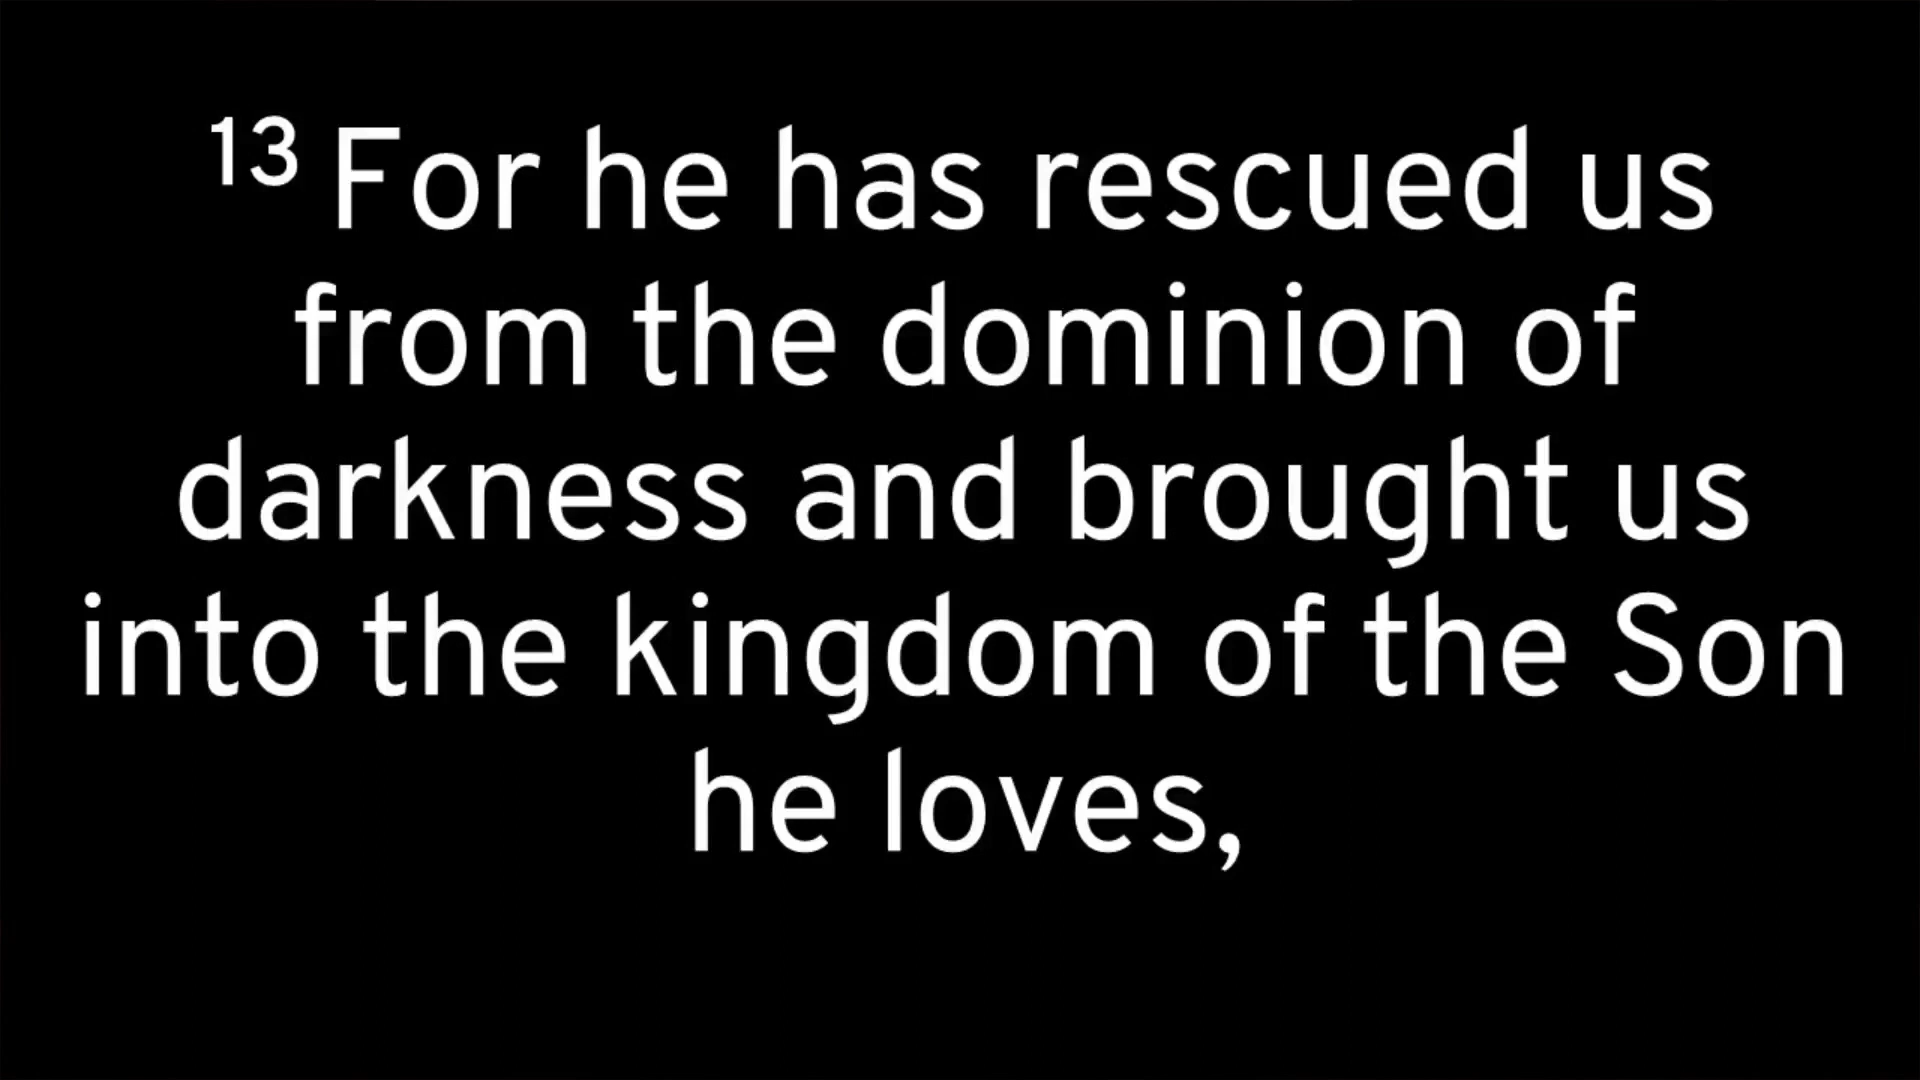 13 For he has rescued us
from the dominion of
darkness and brought us
into the kingdom of the Son
he loves,